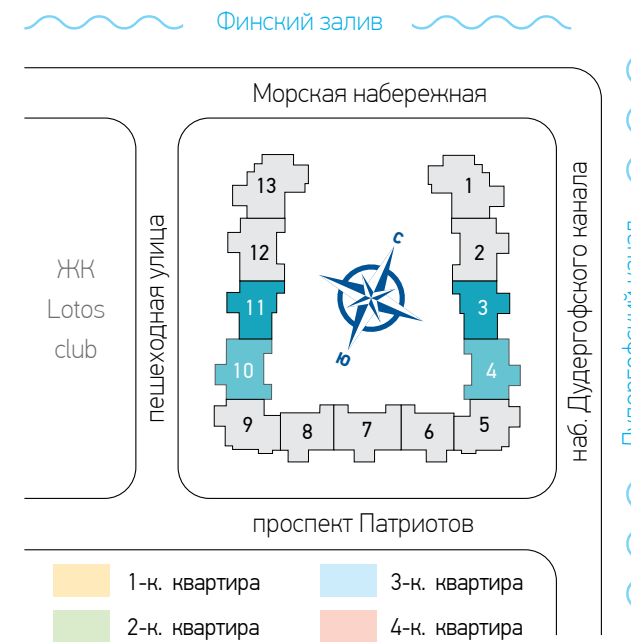 Финский залив
Морская набережная
13
1
12
2
С
ЖК
Lotos
club
пешеходная улица
наб. Дудергофского канала
11
3
10
4
Ю
9
8
7
6
5
проспект Патриотов
1-к. квартира
3-к. квартира
2-к. квартира
4-к. квартира